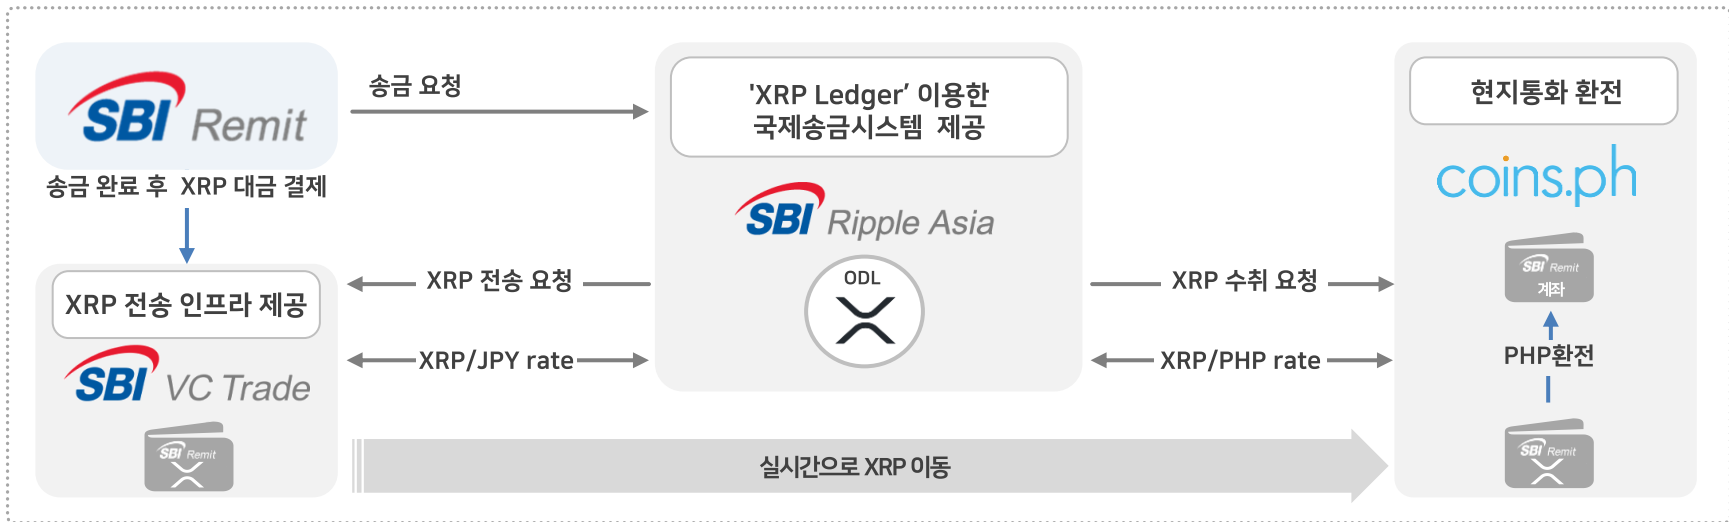 SBI Remit
송금 완료 후 XRP 대금 결제
XRP 전송 인프라 제공
SBI VC Trade
SBI Remit
송금 요청
'XRP Ledger’ 이용한
국제송금시스템 제공
SBI Ripple Asia
ODL
XRP 전송 요청
XRP/JPY rate
XRP 수취 요청
XRP/PHP rate
실시간으로 XRP 이동
현지통화 환전
coins.ph
SBI Remit
계좌
PHP환전
SBI Remit